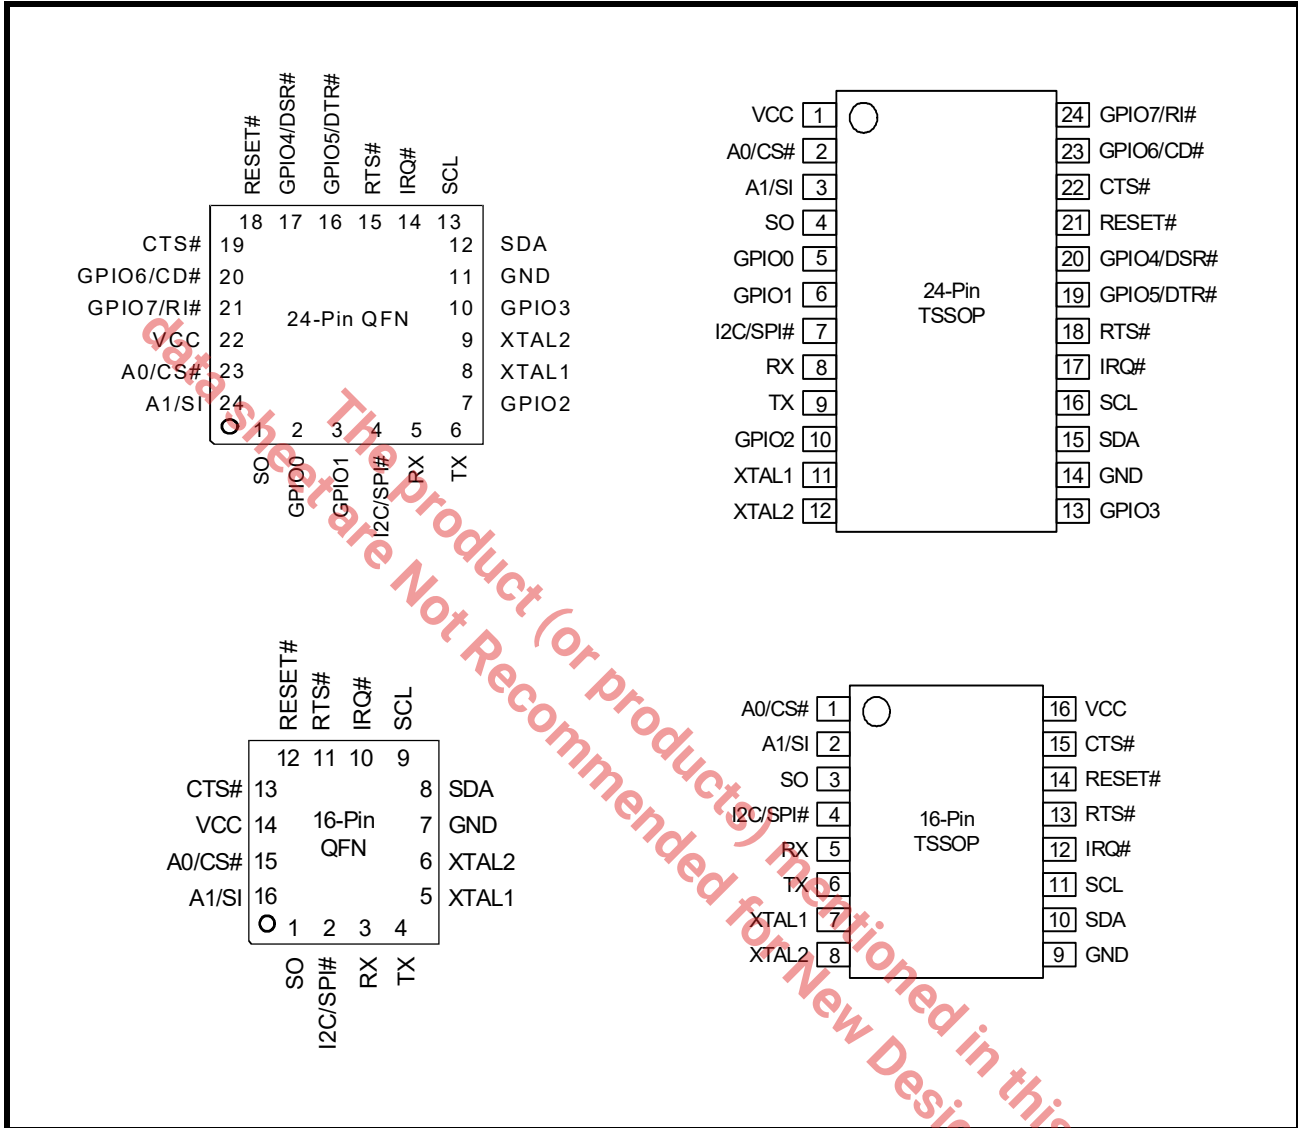 RESET#
GPIO4/DSR#
GPIO5/DTR#
RTS#
IRQ#
SCL
18 17 16 15 14 13
CTS# 19 12 SDA
GPIO6/CD# 20 11 GND
GPIO7/RI# 21 24-Pin QFN 10 GPIO3
VCC 22 9 XTAL2
A0/CS# 23 8 XTAL1
A1/SI 24 7 GPIO2
1 2 3 4 5 6
SO
GPIO0
GPIO1
I2C/SPI#
RX
TX
VCC 1 24 GPIO7/RI#
A0/CS# 2 23 GPIO6/CD#
A1/SI 3 22 CTS#
SO 4 21 RESET#
GPIO0 5 20 GPIO4/DSR#
GPIO1 6 19 GPIO5/DTR#
24-Pin
TSSOP
I2C/SPI# 7 18 RTS#
RX 8 17 IRQ#
TX 9 16 SCL
GPIO2 10 15 SDA
XTAL1 11 14 GND
XTAL2 12 13 GPIO3
RESET#
RTS#
IRQ#
SCL
12 11 10 9
CTS# 13 8 SDA
VCC 14 16-Pin 7 GND
QFN
A0/CS# 15 6 XTAL2
A1/SI 16 5 XTAL1
1 2 3 4
SO
I2C/SPI#
RX
TX
A0/CS# 1 16 VCC
A1/SI 2 15 CTS#
SO 3 14 RESET#
I2C/SPI# 4 16-Pin 13 RTS#
TSSOP
RX 5 12 IRQ#
TX 6 11 SCL
XTAL1 7 10 SDA
XTAL2 8 9 GND
The product (or products) mentioned in this
data sheet are Not Recommended for New